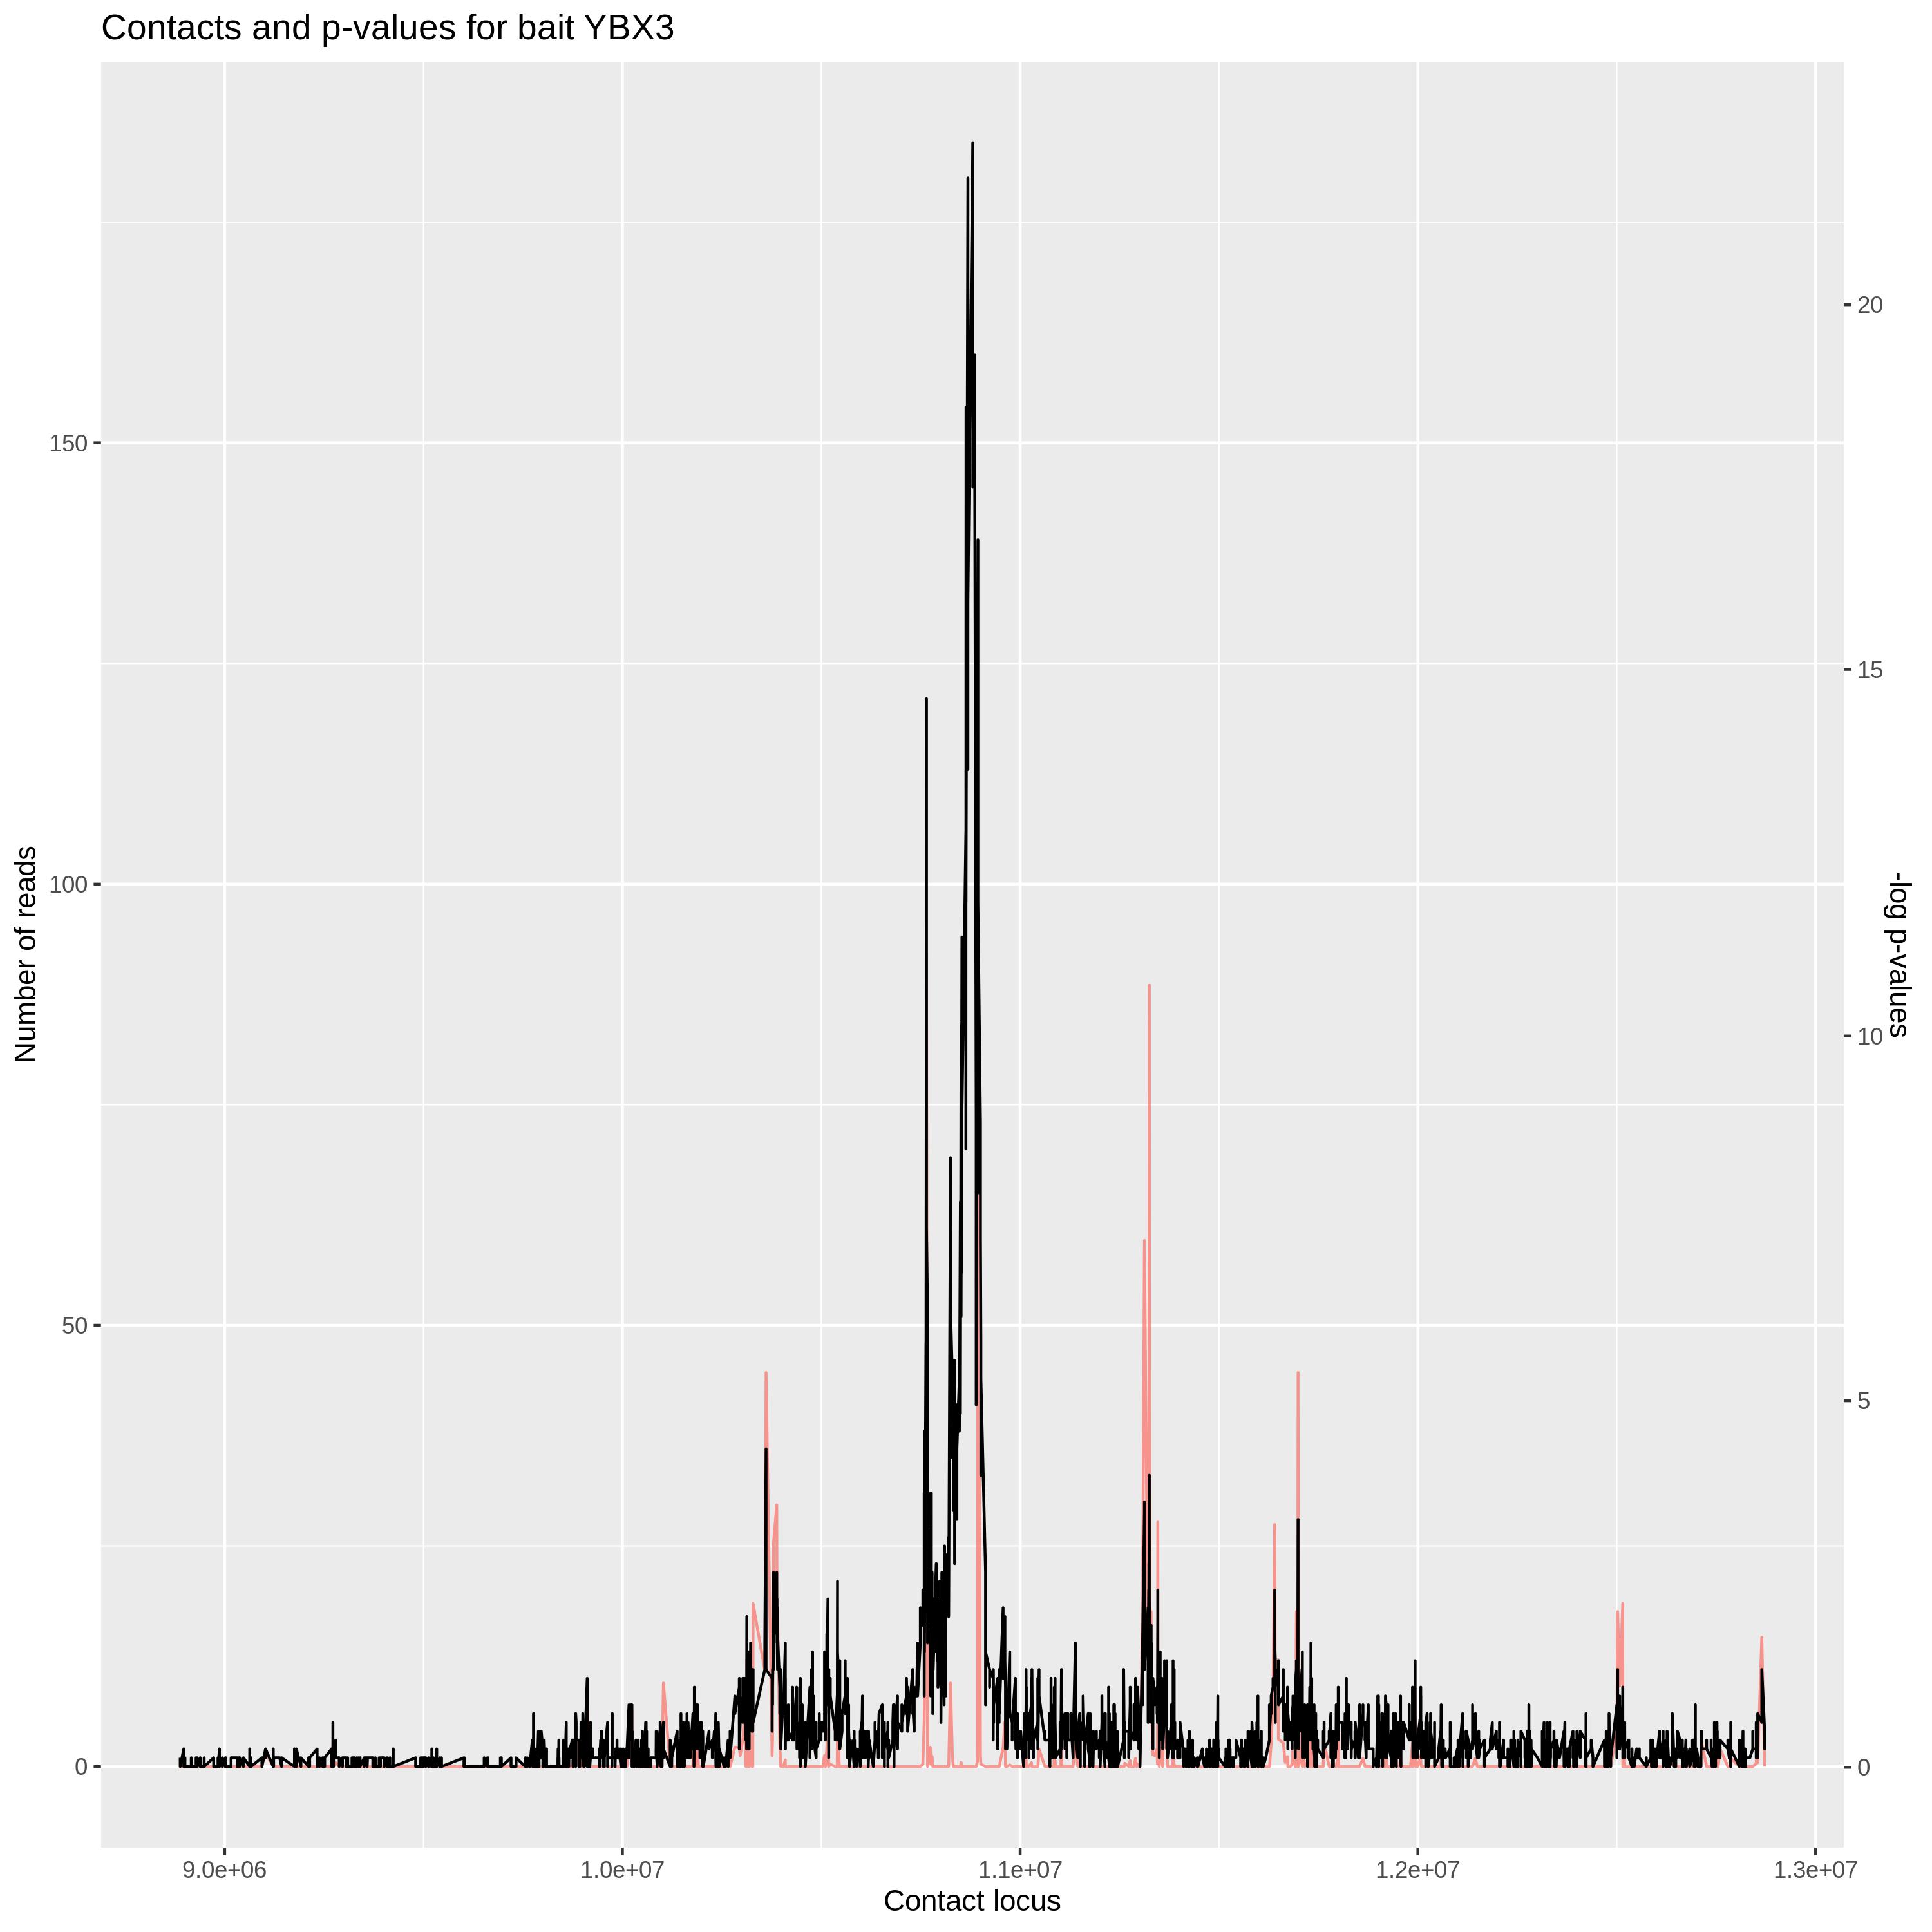 Contacts and p-values for bait YBX3
Number of reads
150
100
50
0
20
15
10
5
0
-log p-values
9.0e+06
1.0e+07
1.1e+07
1.2e+07
1.3e+07
Contact locus